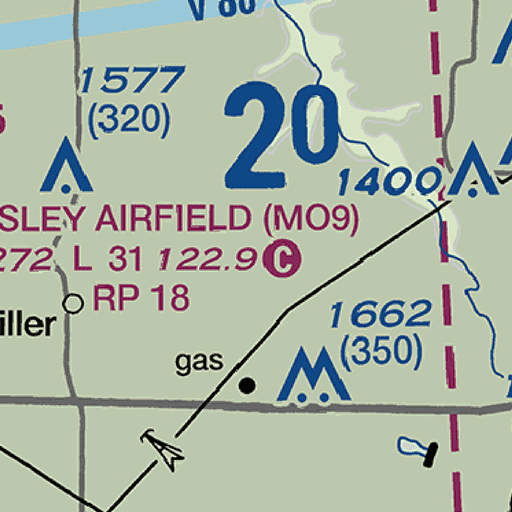 V 80
1577
(320)
20
1400
SLEY AIRFIELD (MO9)
272 L 31 122.9 C
RP 18
iller
1662
(350)
gas